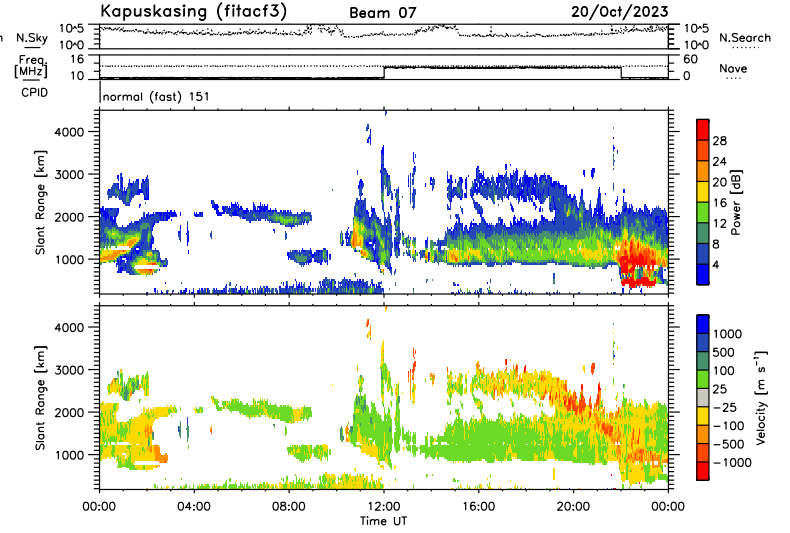 Kapuskasing (fitacf3) Beam 07 20/Oct/2023
N.Sky 10^5 10^0 10^5 10^0 N.Search
Freq. [MHz] 16 10 60 0 Nave
CPID normal (fast) 151
Slant Range [km]
4000
3000
2000
1000
Power [dB]
28
24
20
16
12
8
4
Slant Range [km]
4000
3000
2000
1000
Velocity [m s⁻¹]
1000
500
100
25
-25
-100
-500
-1000
00:00 04:00 08:00 12:00 16:00 20:00 00:00
Time UT